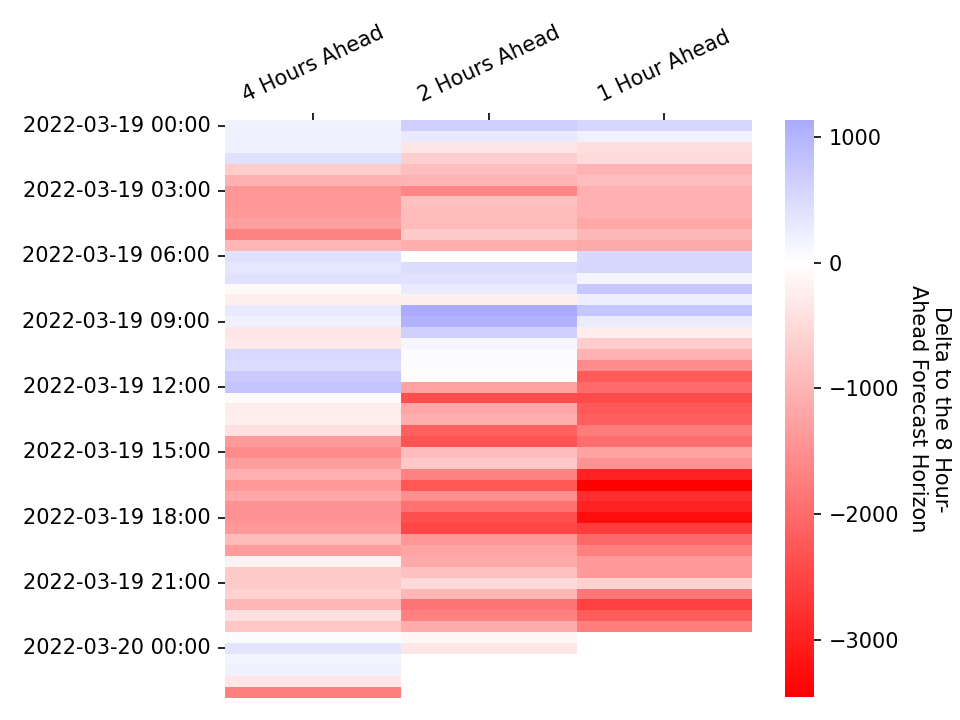 4 Hours Ahead
2 Hours Ahead
1 Hour Ahead
2022-03-19 00:00
2022-03-19 03:00
2022-03-19 06:00
2022-03-19 09:00
2022-03-19 12:00
2022-03-19 15:00
2022-03-19 18:00
2022-03-19 21:00
2022-03-20 00:00
1000
0
−1000
−2000
−3000
Delta to the 8 Hour-
Ahead Forecast Horizon